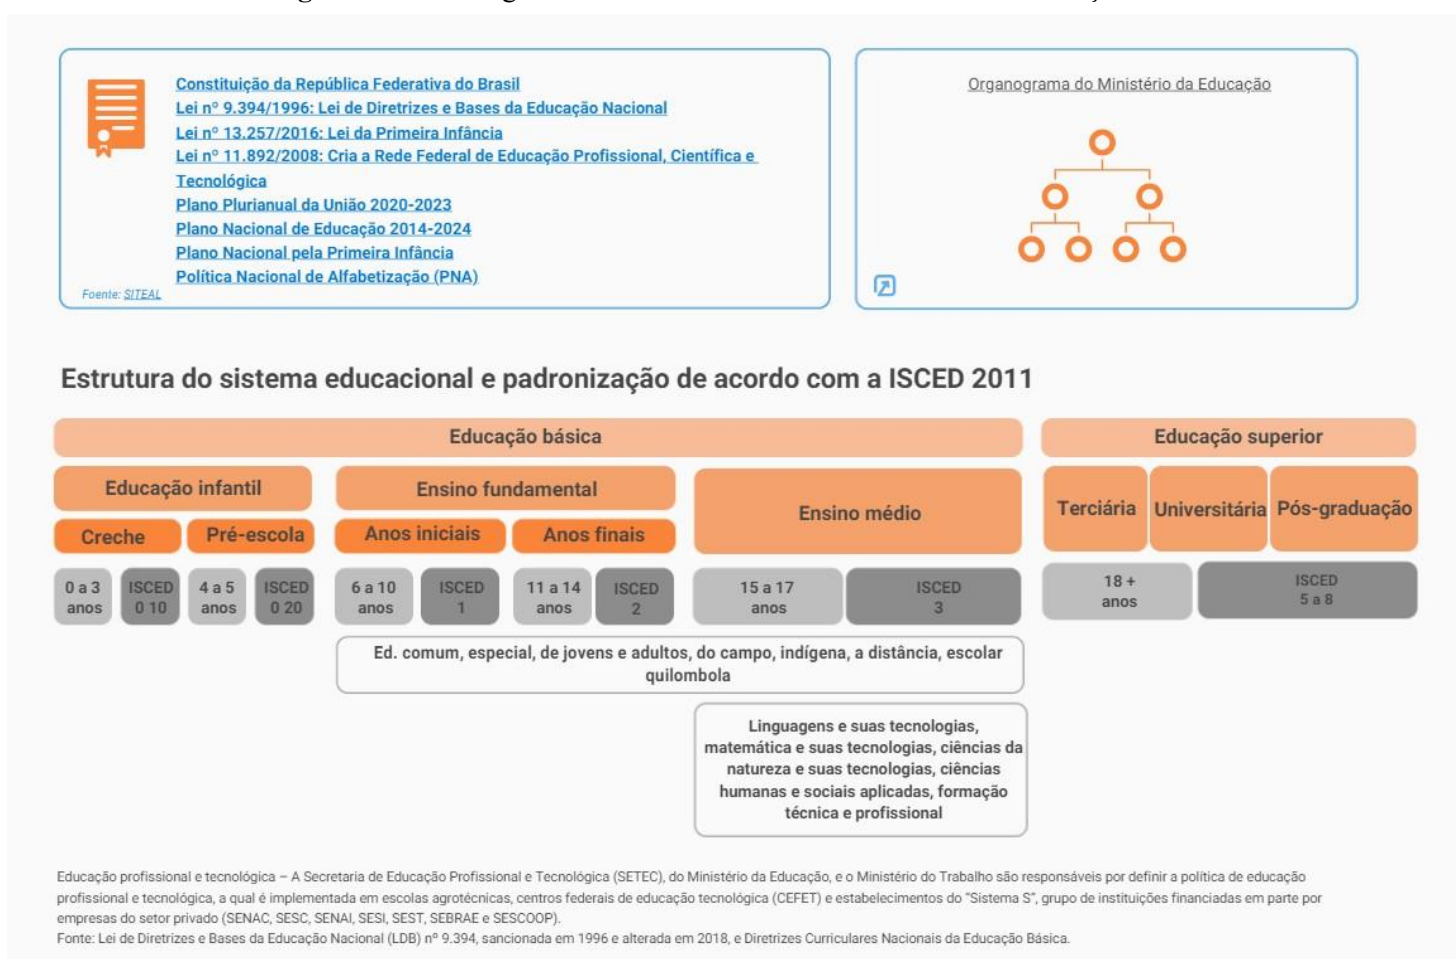 Constituição da República Federativa do Brasil
Lei nº 9.394/1996: Lei de Diretrizes e Bases da Educação Nacional
Lei nº 13.257/2016: Lei da Primeira Infância
Lei nº 11.892/2008: Cria a Rede Federal de Educação Profissional, Científica e
Tecnológica
Plano Plurianual da União 2020-2023
Plano Nacional de Educação 2014-2024
Plano Nacional pela Primeira Infância
Política Nacional de Alfabetização (PNA)
Foente: SITEAL
Organograma do Ministério da Educação
Estrutura do sistema educacional e padronização de acordo com a ISCED 2011
Educação básica
Educação superior
Educação infantil
Ensino fundamental
Ensino médio
Terciária
Universitária
Pós-graduação
Creche
Pré-escola
Anos iniciais
Anos finais
0 a 3
anos
ISCED
0 10
4 a 5
anos
ISCED
0 20
6 a 10
anos
ISCED
1
11 a 14
anos
ISCED
2
15 a 17
anos
ISCED
3
18 +
anos
ISCED
5 a 8
Ed. comum, especial, de jovens e adultos, do campo, indígena, a distância, escolar
quilombola
Linguagens e suas tecnologias,
matemática e suas tecnologias, ciências da
natureza e suas tecnologias, ciências
humanas e sociais aplicadas, formação
técnica e profissional
Educação profissional e tecnológica – A Secretaria de Educação Profissional e Tecnológica (SETEC), do Ministério da Educação, e o Ministério do Trabalho são responsáveis por definir a política de educação
profissional e tecnológica, a qual é implementada em escolas agrotécnicas, centros federais de educação tecnológica (CEFET) e estabelecimentos do "Sistema S", grupo de instituições financiadas em parte por
empresas do setor privado (SENAC, SESC, SENAI, SESI, SEST, SEBRAE e SESCOOP).
Fonte: Lei de Diretrizes e Bases da Educação Nacional (LDB) nº 9.394, sancionada em 1996 e alterada em 2018, e Diretrizes Curriculares Nacionais da Educação Básica.